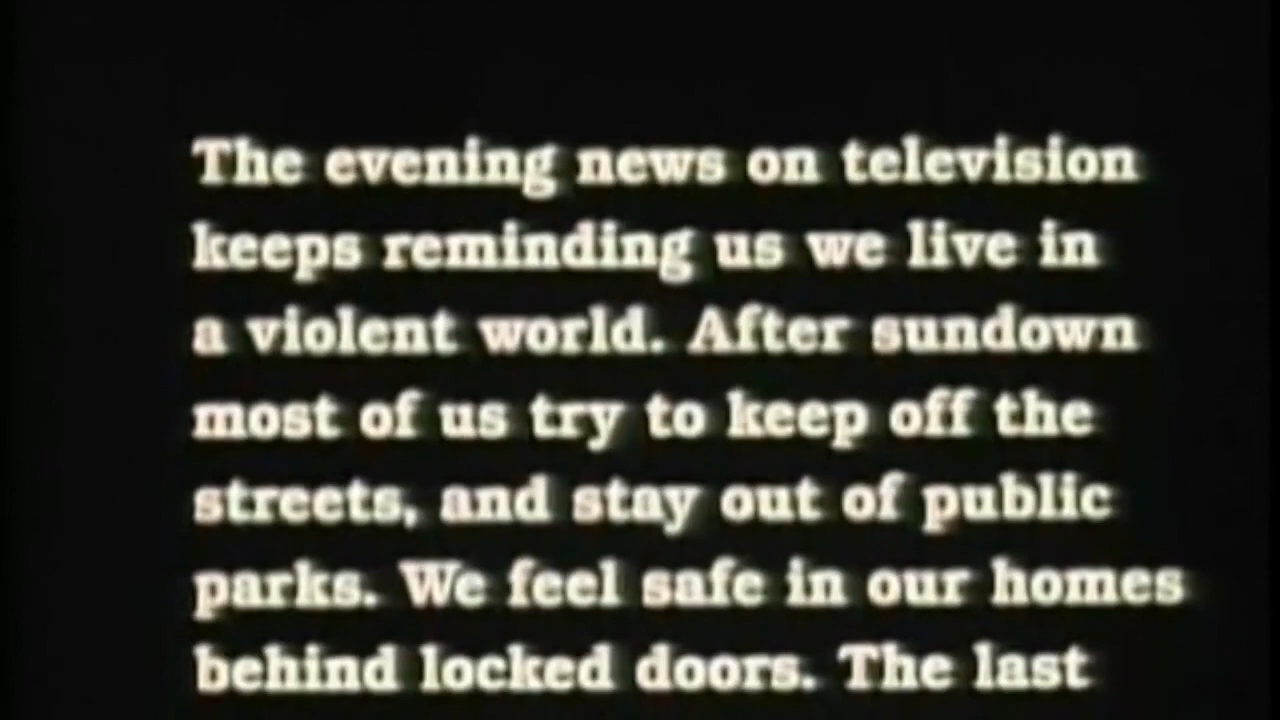 The evening news on television
keeps reminding us we live in
a violent world. After sundown
most of us try to keep off the
streets, and stay out of public
parks. We feel safe in our homes
behind locked doors. The last